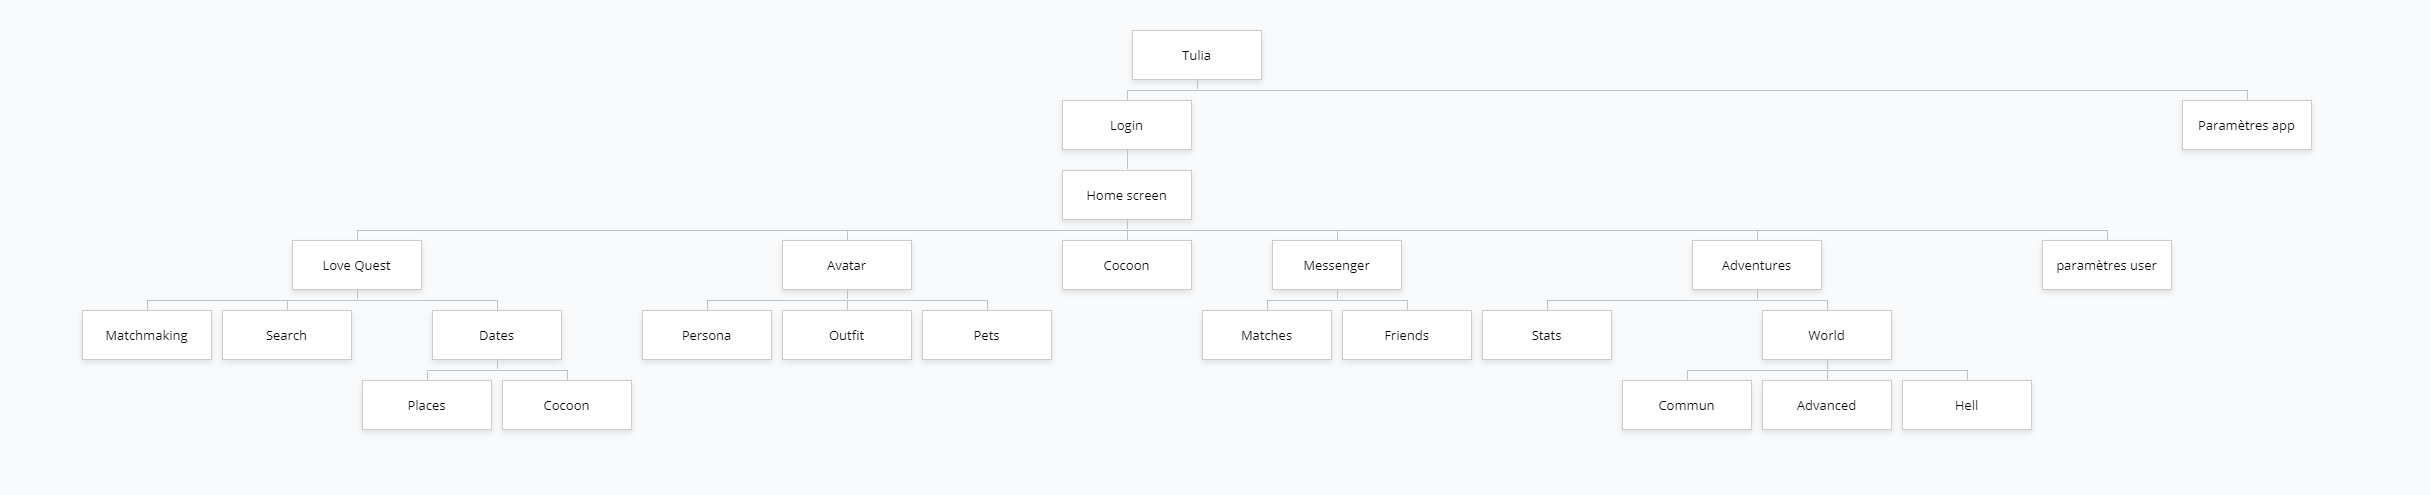 Tulia
Login
Paramètres app
Home screen
Love Quest
Avatar
Cocoon
Messenger
Adventures
paramètres user
Matchmaking
Search
Dates
Persona
Outfit
Pets
Matches
Friends
Stats
World
Places
Cocoon
Commun
Advanced
Hell